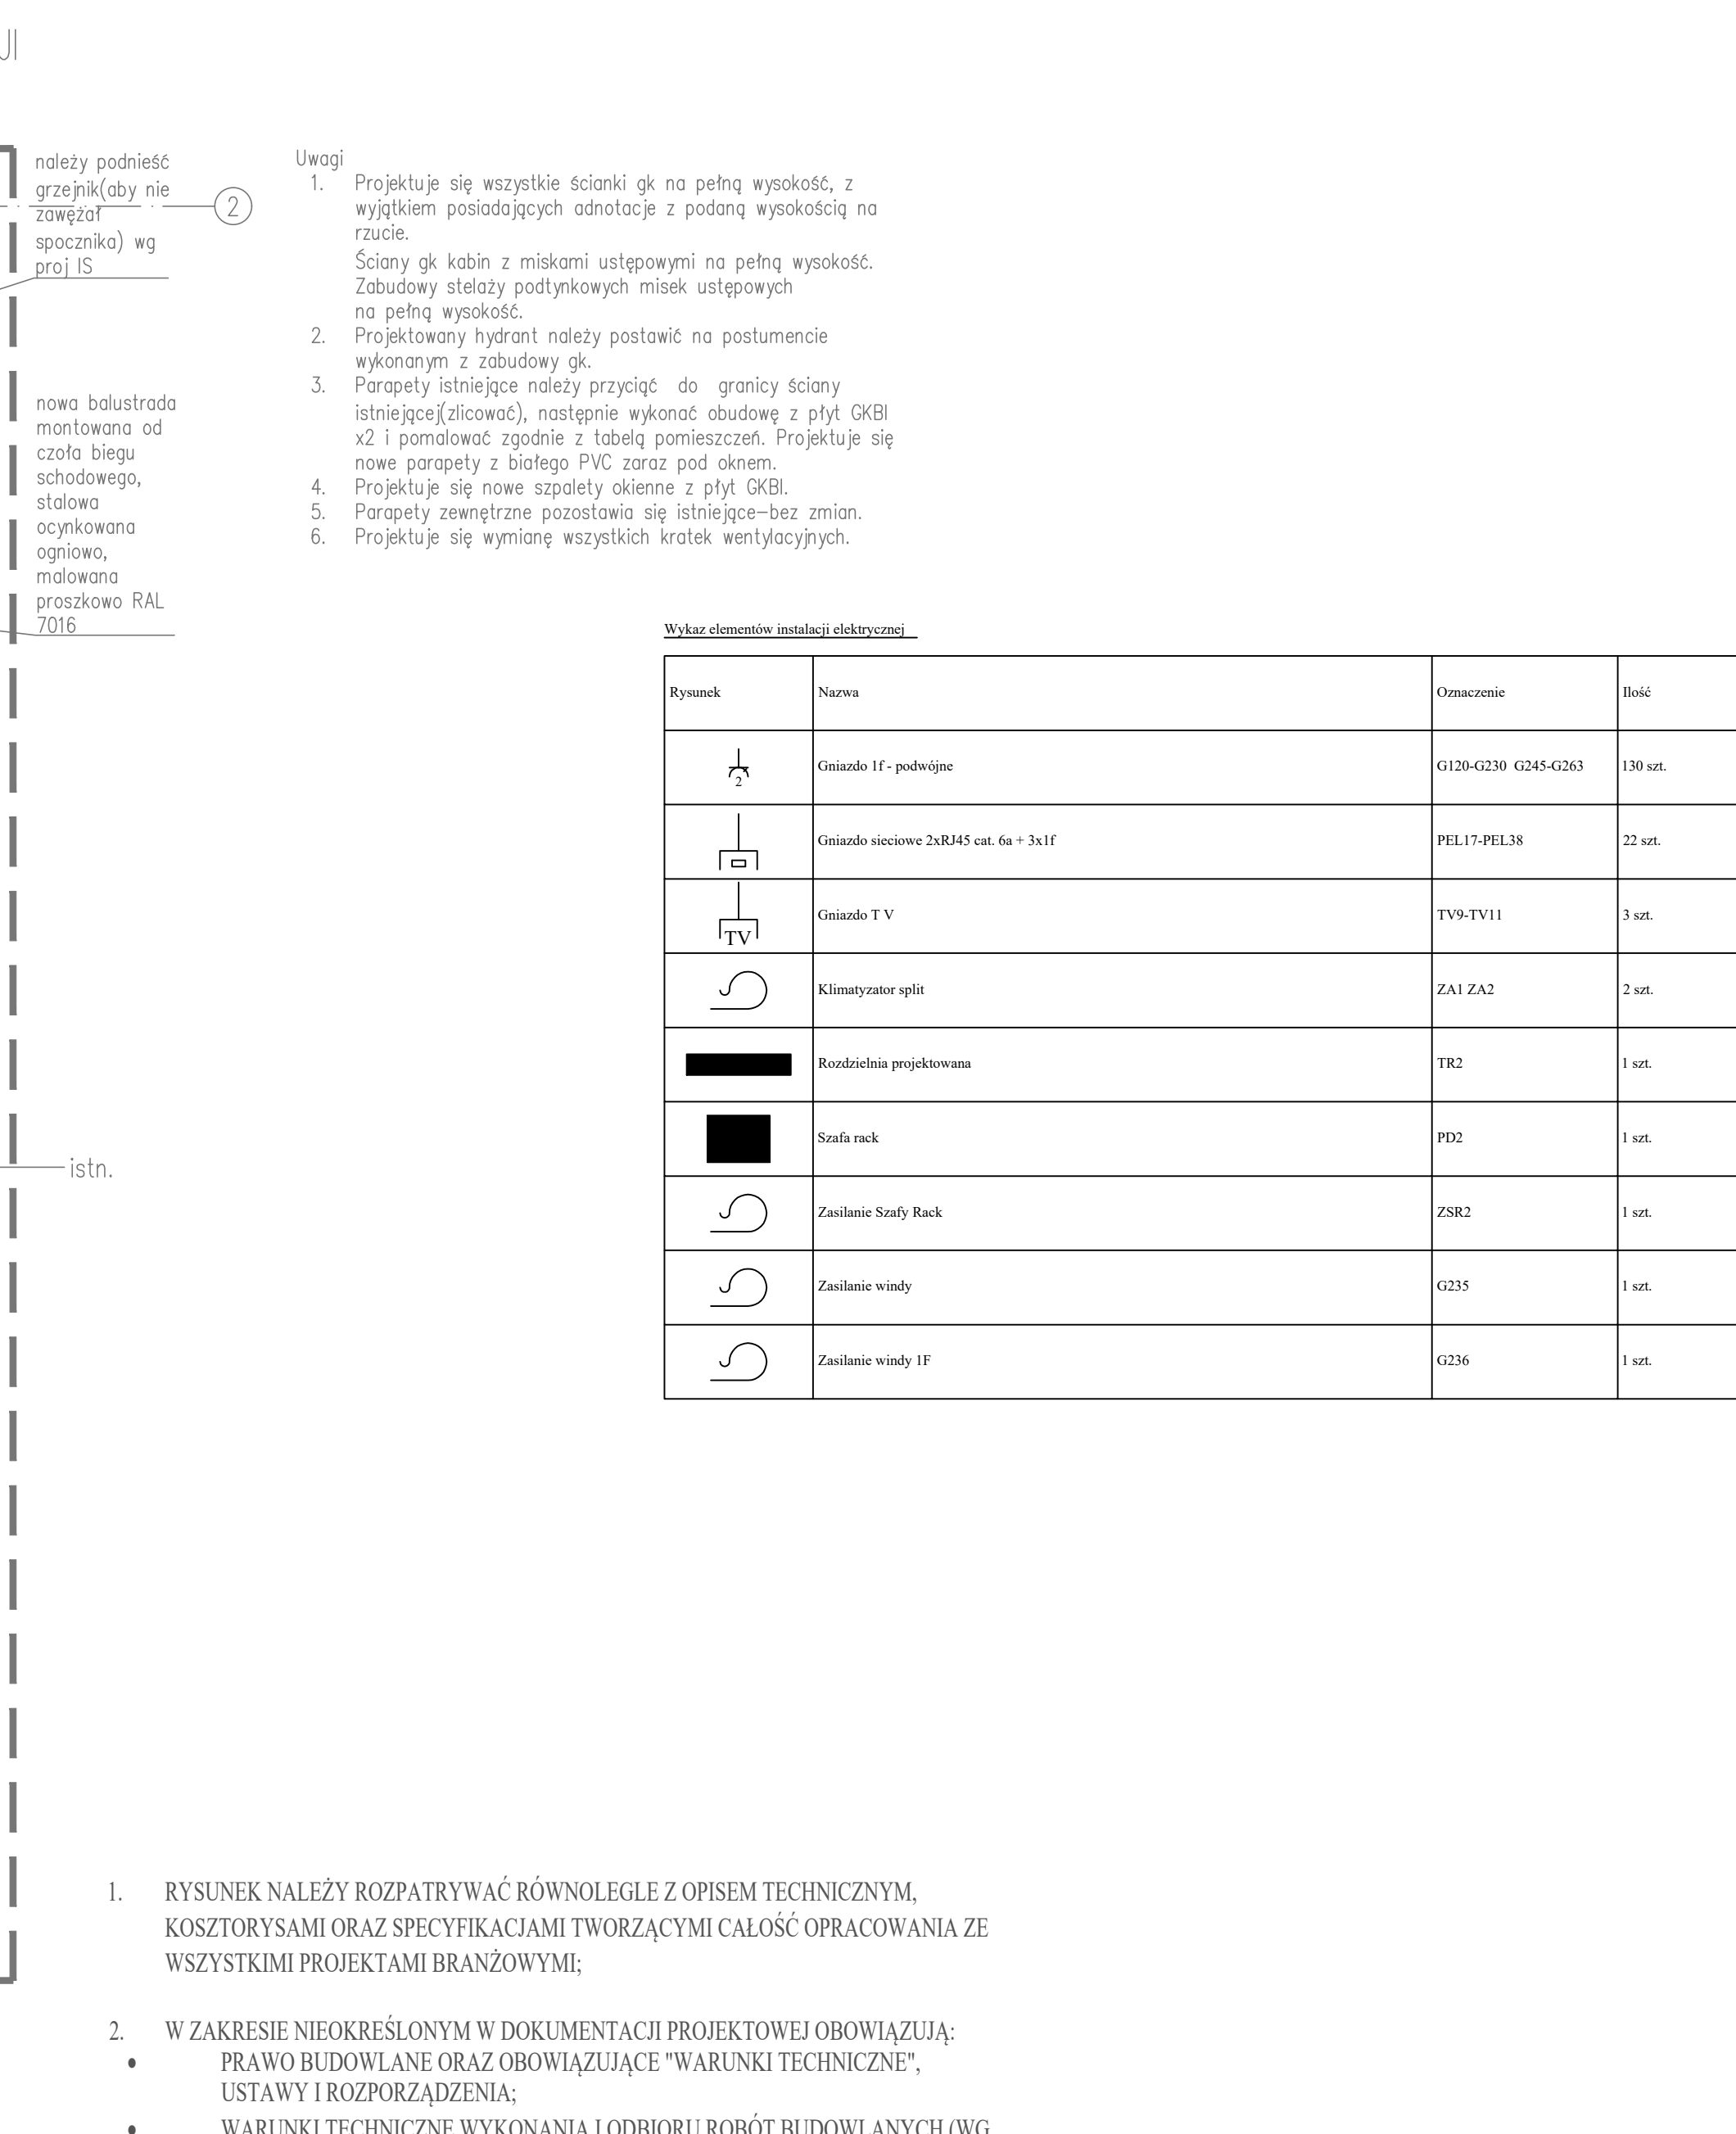 należy podnieść
grzejnik(aby nie
zawężał
spocznika) wg
proj IS
2
nowa balustrada
montowana od
czoła biegu
schodowego,
stalowa
ocynkowana
ogniowo,
malowana
proszkowo RAL
7016
istn.
Uwagi
1. Projektuje się wszystkie ścianki gk na pełną wysokość, z
wyjątkiem posiadających adnotacje z podaną wysokością na
rzucie.
Ściany gk kabin z miskami ustępowymi na pełną wysokość.
Zabudowy stelaży podtynkowych misek ustępowych
na pełną wysokość.
2. Projektowany hydrant należy postawić na postumencie
wykonanym z zabudowy gk.
3. Parapety istniejące należy przyciąć do granicy ściany
istniejącej(zlicować), następnie wykonać obudowę z płyt GKBI
x2 i pomalować zgodnie z tabelą pomieszczeń. Projektuje się
nowe parapety z białego PVC zaraz pod oknem.
4. Projektuje się nowe szpalety okienne z płyt GKBI.
5. Parapety zewnętrzne pozostawia się istniejące–bez zmian.
6. Projektuje się wymianę wszystkich kratek wentylacyjnych.
Wykaz elementów instalacji elektrycznej
Rysunek Nazwa Oznaczenie Ilość
2 Gniazdo 1f - podwójne G120-G230 G245-G263 130 szt.
Gniazdo sieciowe 2xRJ45 cat. 6a + 3x1f PEL17-PEL38 22 szt.
TV Gniazdo T V TV9-TV11 3 szt.
Klimatyzator split ZA1 ZA2 2 szt.
Rozdzielnia projektowana TR2 1 szt.
Szafa rack PD2 1 szt.
Zasilanie Szafy Rack ZSR2 1 szt.
Zasilanie windy G235 1 szt.
Zasilanie windy 1F G236 1 szt.
1. RYSUNEK NALEŻY ROZPATRYWAĆ RÓWNOLEGLE Z OPISEM TECHNICZNYM,
KOSZTORYSAMI ORAZ SPECYFIKACJAMI TWORZĄCYMI CAŁOŚĆ OPRACOWANIA ZE
WSZYSTKIMI PROJEKTAMI BRANŻOWYMI;
2. W ZAKRESIE NIEOKREŚLONYM W DOKUMENTACJI PROJEKTOWEJ OBOWIĄZUJĄ:
• PRAWO BUDOWLANE ORAZ OBOWIĄZUJĄCE "WARUNKI TECHNICZNE",
USTAWY I ROZPORZĄDZENIA;
• WARUNKI TECHNICZNE WYKONANIA I ODBIORU ROBÓT BUDOWLANYCH (WG